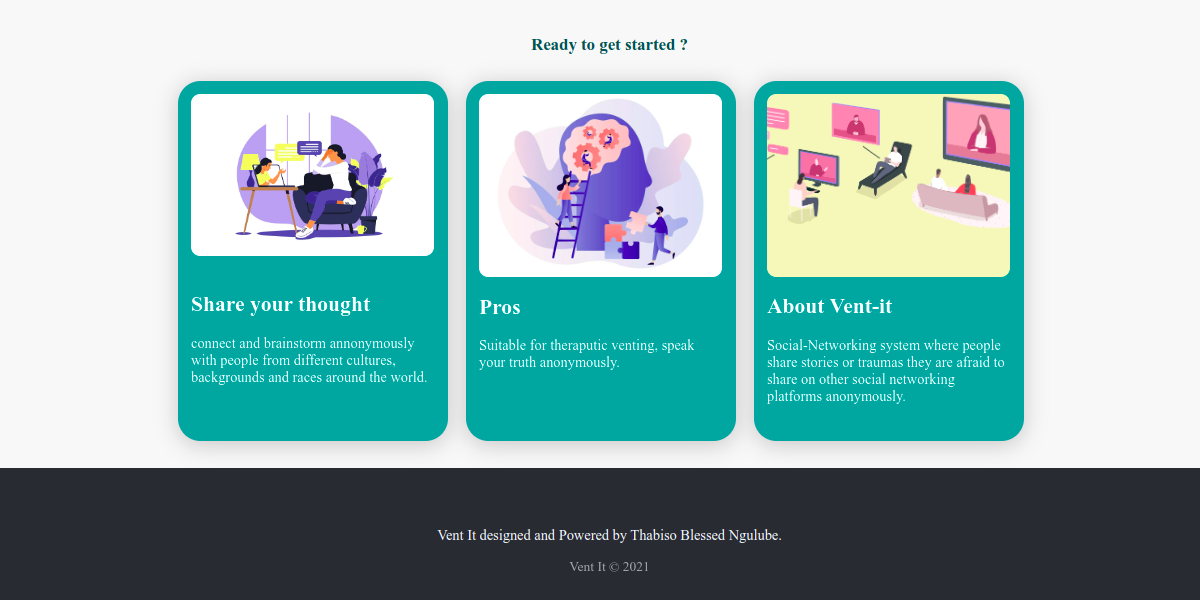 Ready to get started ?
Share your thought
connect and brainstorm annonymously
with people from different cultures,
backgrounds and races around the world.
Pros
Suitable for theraputic venting, speak
your truth anonymously.
About Vent-it
Social-Networking system where people
share stories or traumas they are afraid to
share on other social networking
platforms anonymously.
Vent It designed and Powered by Thabiso Blessed Ngulube.
Vent It © 2021